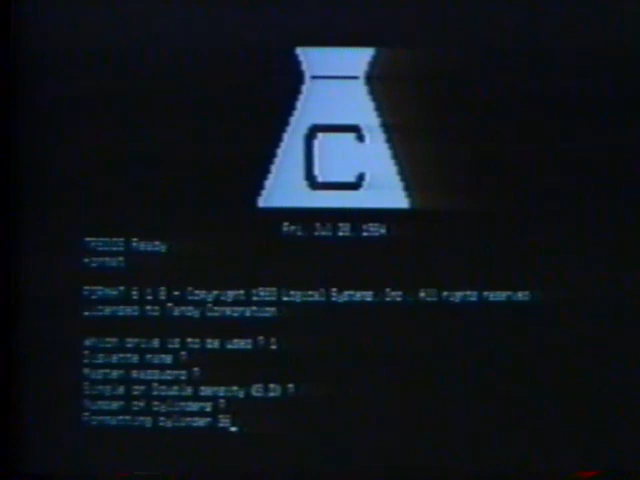 C
Fri, Jul 20, 1984
TRSDOS Ready
format
FORMAT 6.1.0 - Copyright 1983 Logical Systems, Inc. All rights reserved
Licensed to Tandy Corporation
Which drive is to be used ? 1
Diskette name ?
Master password ?
Single or Double density <S,D> ?
Number of cylinders ?
Formatting cylinder